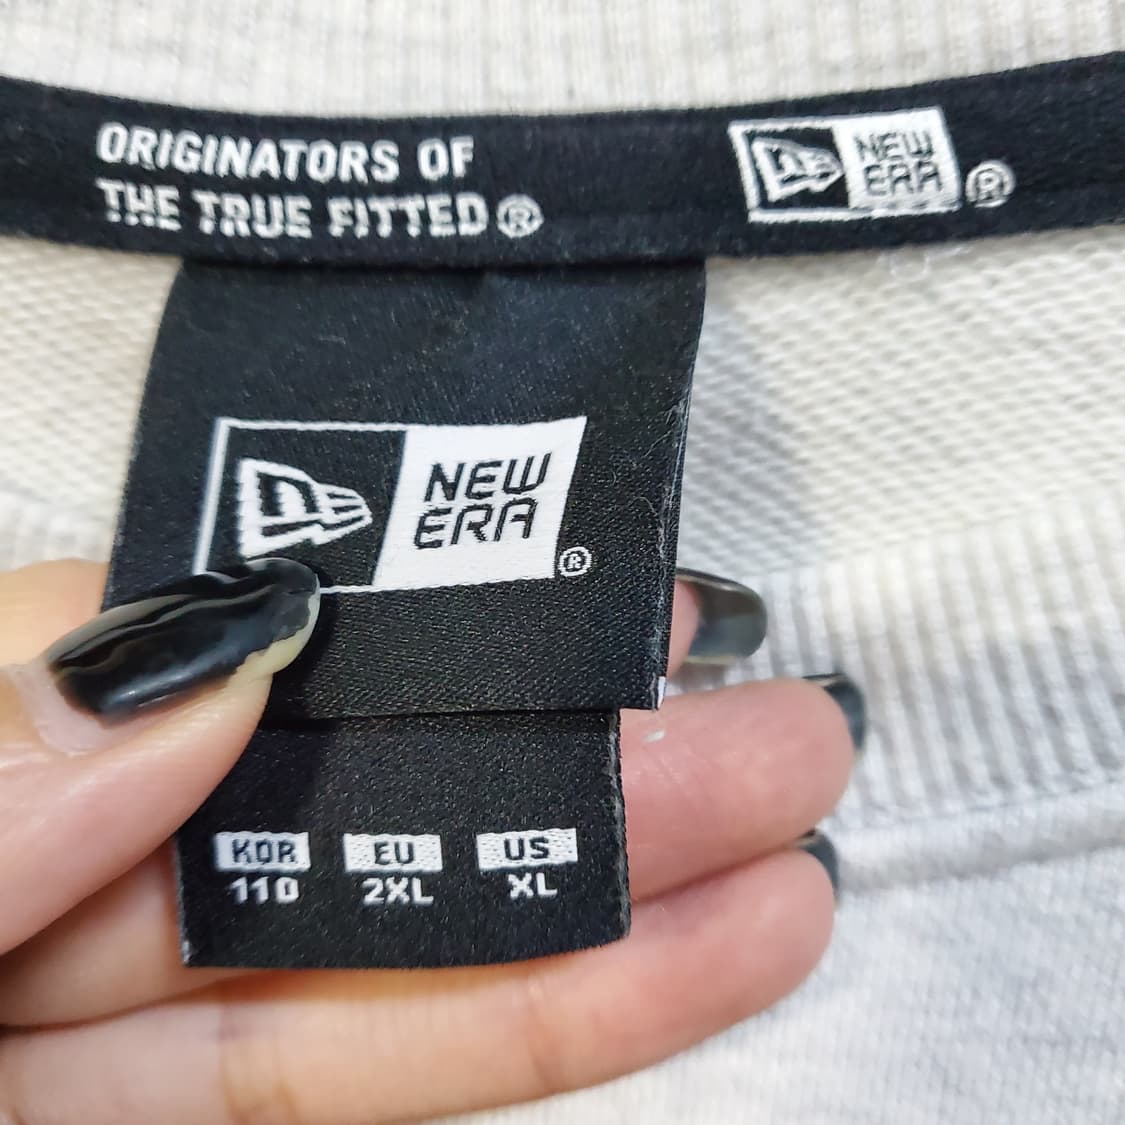 ORIGINATORS OF
THE TRUE FITTED®
NEW
ERA ®
NEW
ERA
®
KOR EU US
110 2XL XL